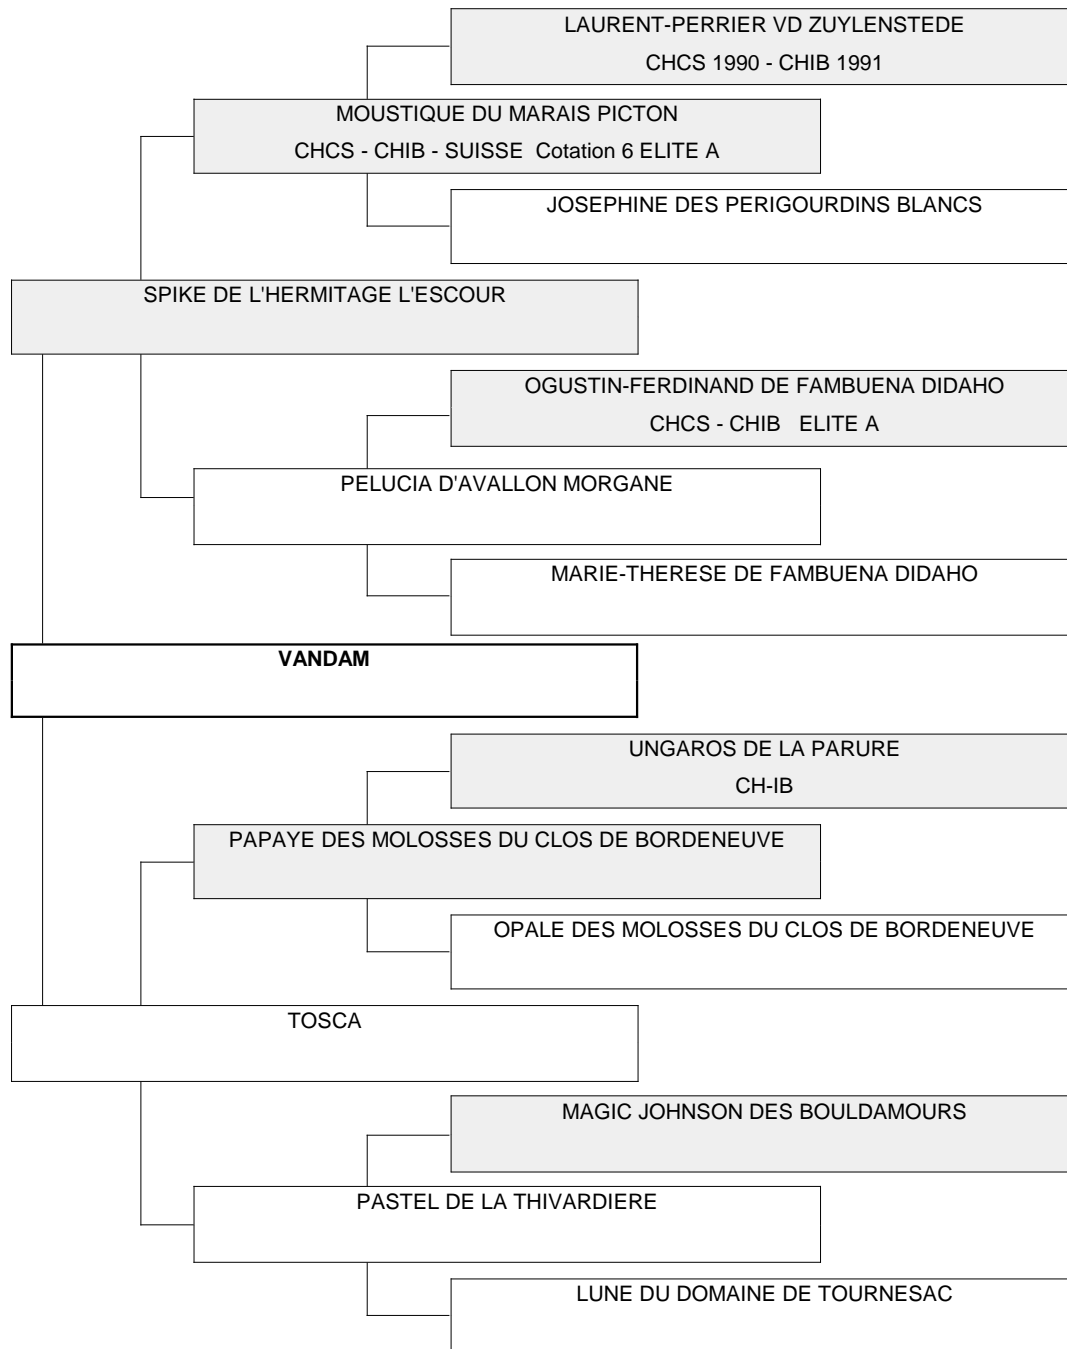 LAURENT-PERRIER VD ZUYLENSTEDE
CHCS 1990 - CHIB 1991
MOUSTIQUE DU MARAIS PICTON
CHCS - CHIB - SUISSE  Cotation 6 ELITE A
JOSEPHINE DES PERIGOURDINS BLANCS
SPIKE DE L'HERMITAGE L'ESCOUR
OGUSTIN-FERDINAND DE FAMBUENA DIDAHO
CHCS - CHIB   ELITE A
PELUCIA D'AVALLON MORGANE
MARIE-THERESE DE FAMBUENA DIDAHO
VANDAM
UNGAROS DE LA PARURE
CH-IB
PAPAYE DES MOLOSSES DU CLOS DE BORDENEUVE
OPALE DES MOLOSSES DU CLOS DE BORDENEUVE
TOSCA
MAGIC JOHNSON DES BOULDAMOURS
PASTEL DE LA THIVARDIERE
LUNE DU DOMAINE DE TOURNESAC